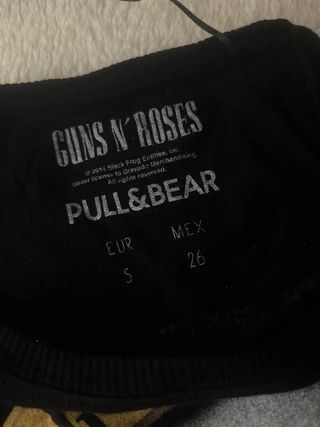 GUNS N' ROSES
© 2014 Black Frog Entities, Inc.
Under license to Bravado Merchandising.
All rights reserved.
PULL&BEAR
EUR MEX
S 26